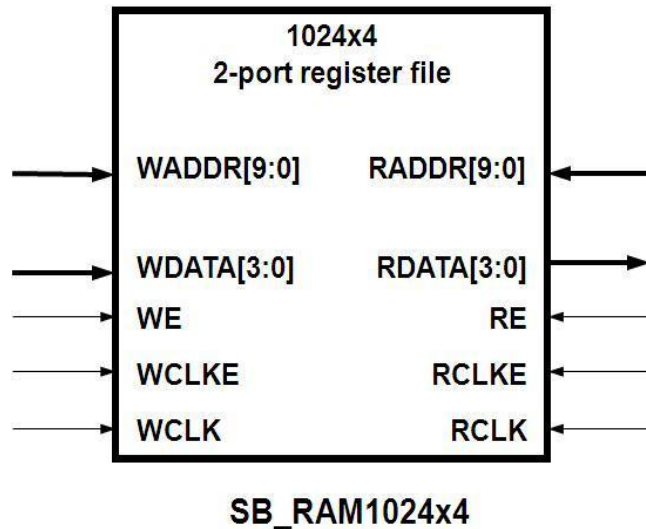 1024x4
2-port register file
WADDR[9:0] RADDR[9:0]
WDATA[3:0] RDATA[3:0]
WE RE
WCLKE RCLKE
WCLK RCLK
SB_RAM1024x4